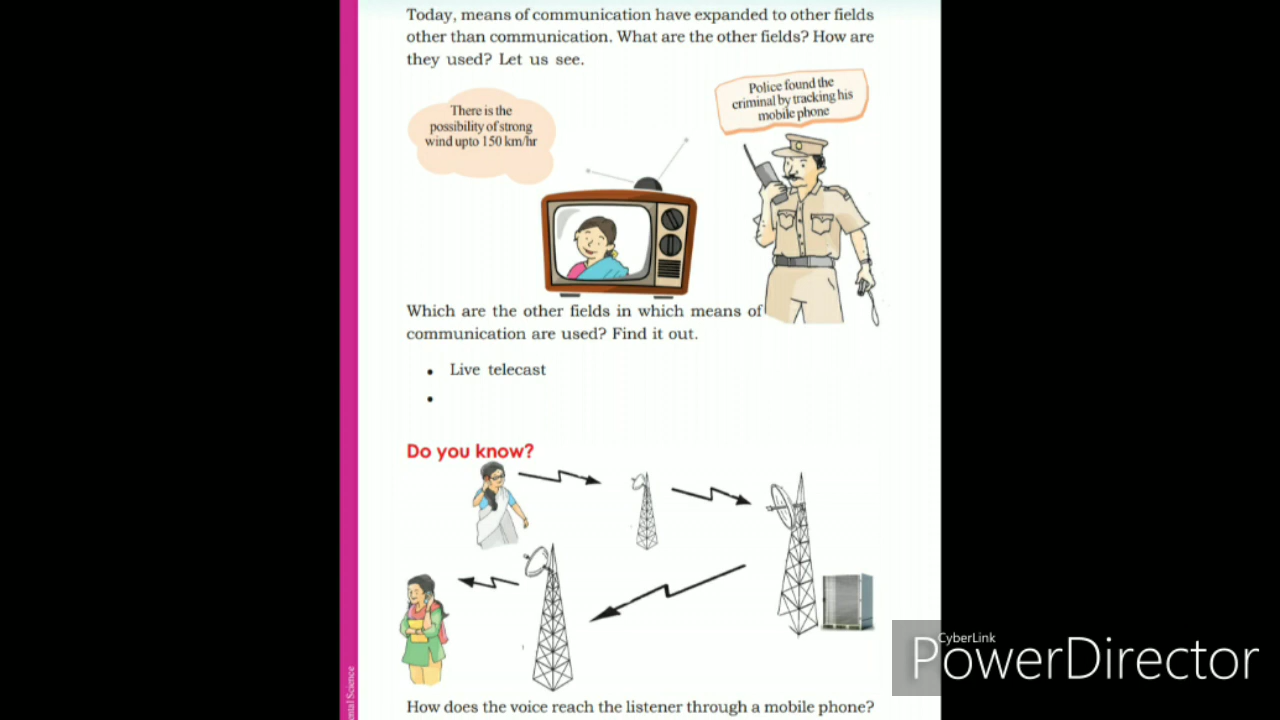 Today, means of communication have expanded to other fields
other than communication. What are the other fields? How are
they used? Let us see.
There is the
possibility of strong
wind upto 150 km/hr
Police found the
criminal by tracking his
mobile phone
Which are the other fields in which means of
communication are used? Find it out.
• Live telecast
•
Do you know?
How does the voice reach the listener through a mobile phone?
ental Science
CyberLink
PowerDirector